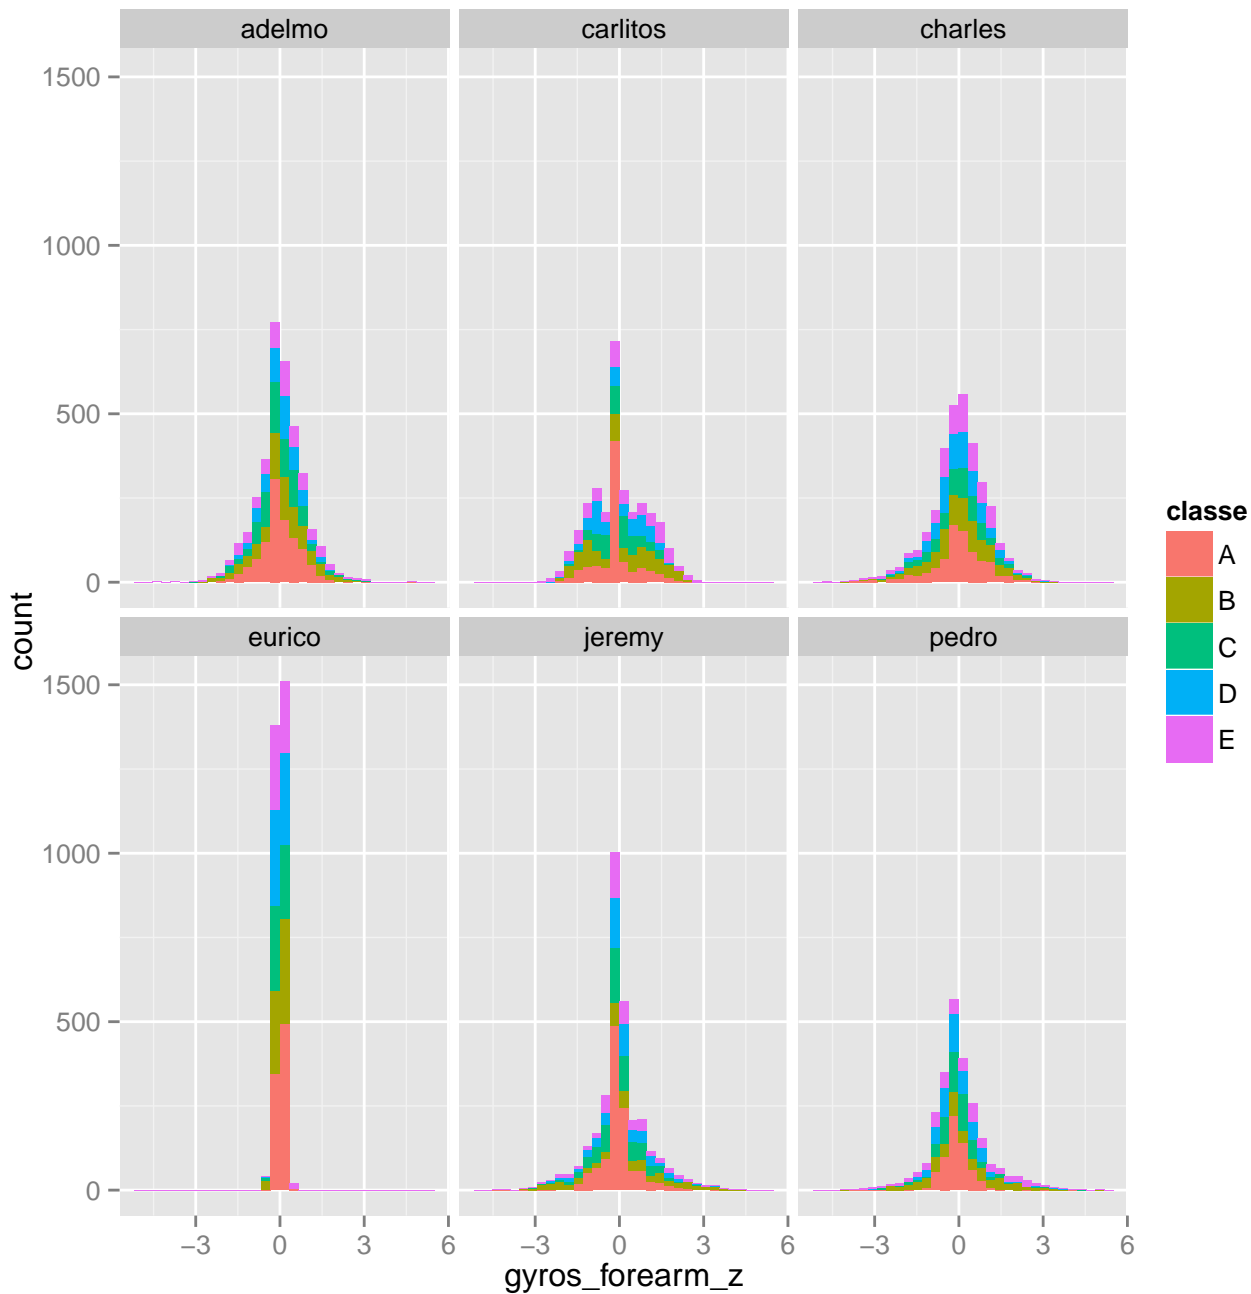 adelmo carlitos charles
1500
1000
500
0
eurico jeremy pedro
1500
1000
500
0
−3 0 3 6 −3 0 3 6 −3 0 3 6
gyros_forearm_z
count
classe
A
B
C
D
E